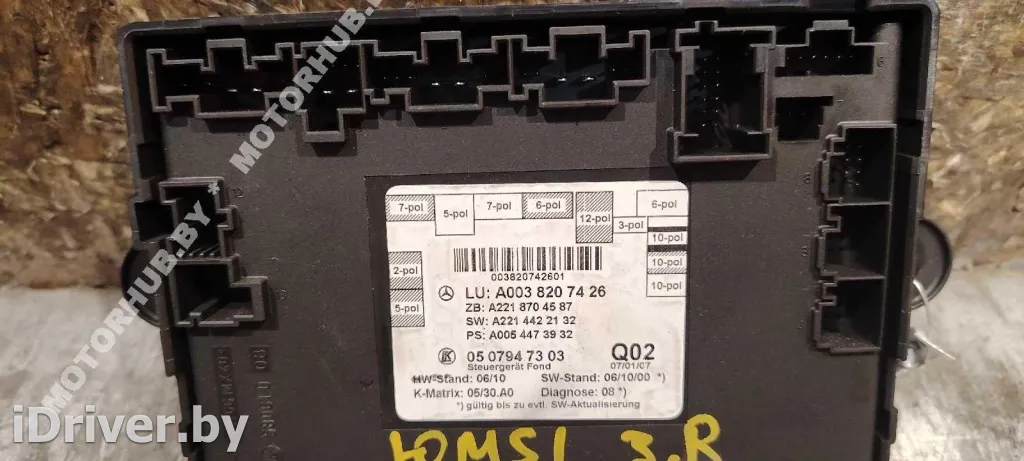 MOTORHUB.BY * MOTORHUB.BY
7-pol 5-pol 7-pol 6-pol 12-pol 3-pol 6-pol
10-pol
2-pol 10-pol
5-pol 10-pol
003820742601
LU: A003 820 74 26
ZB: A221 870 45 87
SW: A221 442 21 32
PS: A005 447 39 32
05 0794 73 03 Q02
Steuergerät Fond 07/01/07
HW-Stand: 06/10 SW-Stand: 06/10/00 *)
K-Matrix: 05/30.A0 Diagnose: 08 *)
*) gültig bis zu evtl. SW-Aktualisierung
iDriver.by
MOTORHUB.BY